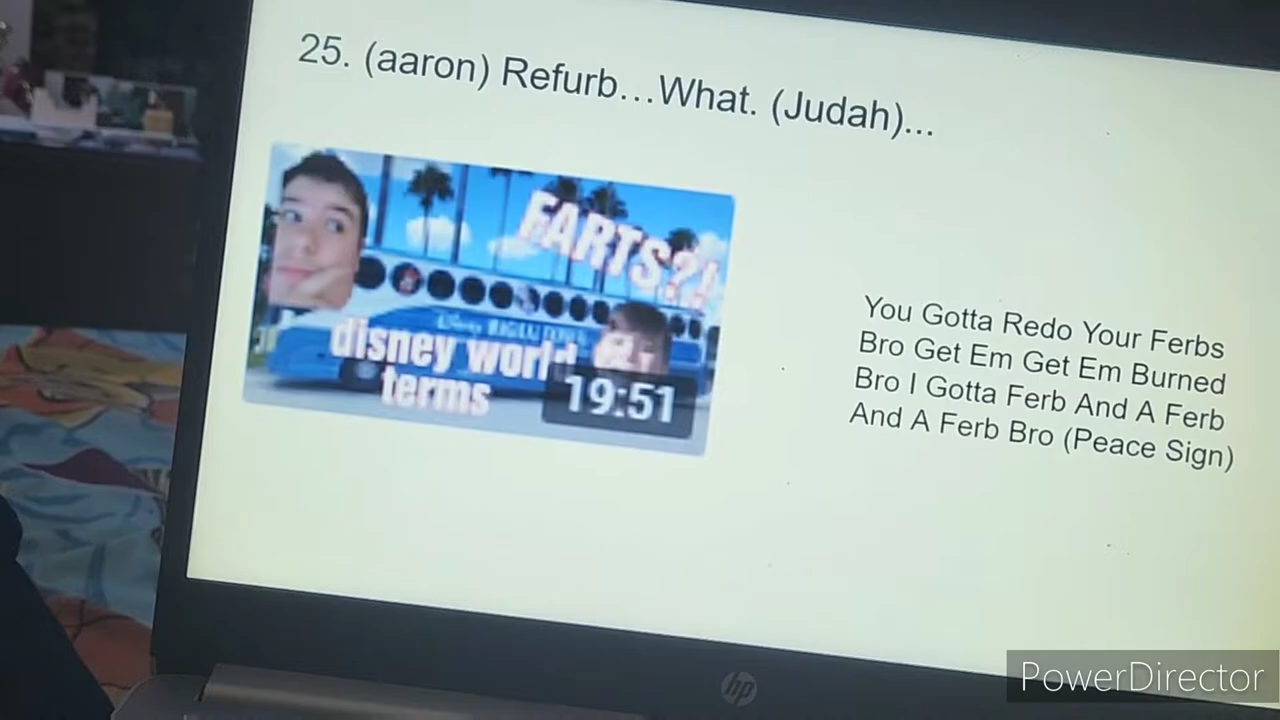 25. (aaron) Refurb…What. (Judah)...
FARTS?!
disney world
terms
19:51
You Gotta Redo Your Ferbs
Bro Get Em Get Em Burned
Bro I Gotta Ferb And A Ferb
And A Ferb Bro (Peace Sign)
hp
PowerDirector